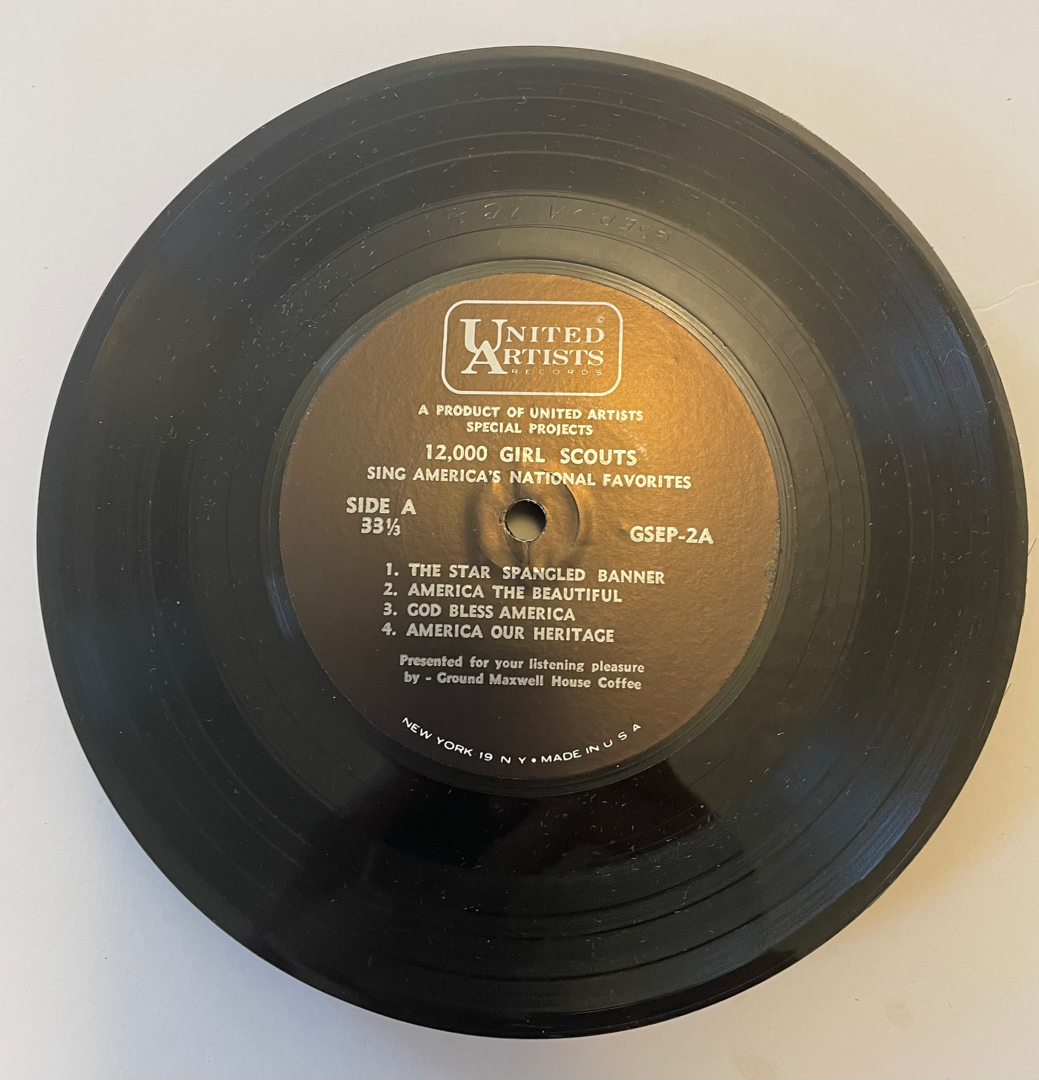 UNITED
ARTISTS
RECORDS
©
A PRODUCT OF UNITED ARTISTS
SPECIAL PROJECTS
12,000 GIRL SCOUTS
SING AMERICA'S NATIONAL FAVORITES
SIDE A
33⅓
GSEP-2A
1. THE STAR SPANGLED BANNER
2. AMERICA THE BEAUTIFUL
3. GOD BLESS AMERICA
4. AMERICA OUR HERITAGE
Presented for your listening pleasure
by - Ground Maxwell House Coffee
NEW YORK 19 N Y • MADE IN U S A